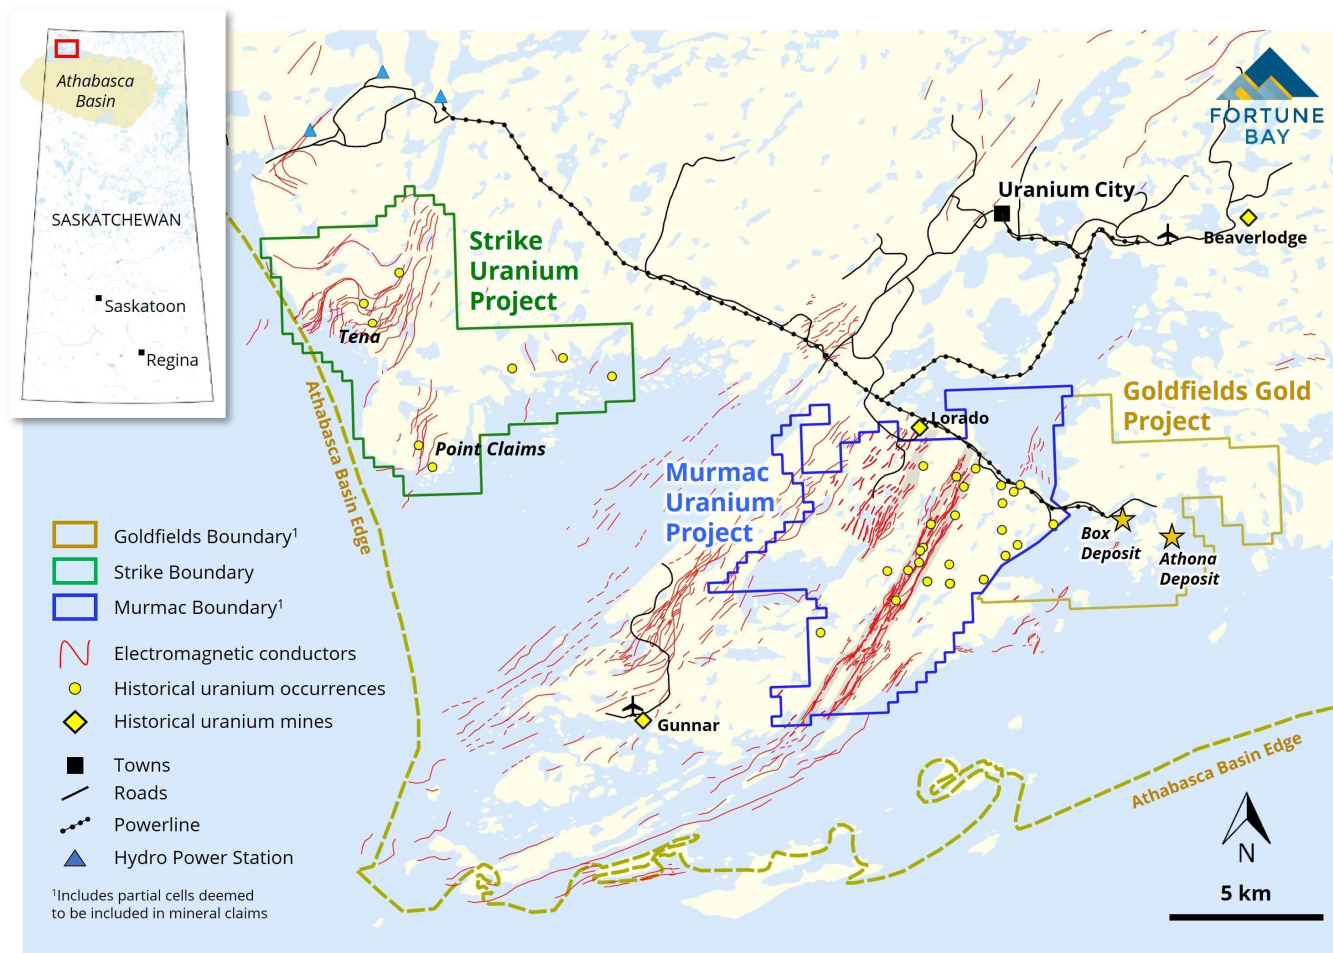 Athabasca
Basin
SASKATCHEWAN
Saskatoon
Regina
FORTUNE
BAY
Uranium City
Beaverlodge
Strike
Uranium
Project
Tena
Point Claims
Athabasca Basin Edge
Goldfields Gold
Project
Lorado
Murmac
Uranium
Project
Box
Deposit
Athona
Deposit
Gunnar
Goldfields Boundary¹
Strike Boundary
Murmac Boundary¹
Electromagnetic conductors
Historical uranium occurrences
Historical uranium mines
Towns
Roads
Powerline
Hydro Power Station
¹Includes partial cells deemed
to be included in mineral claims
Athabasca Basin Edge
N
5 km